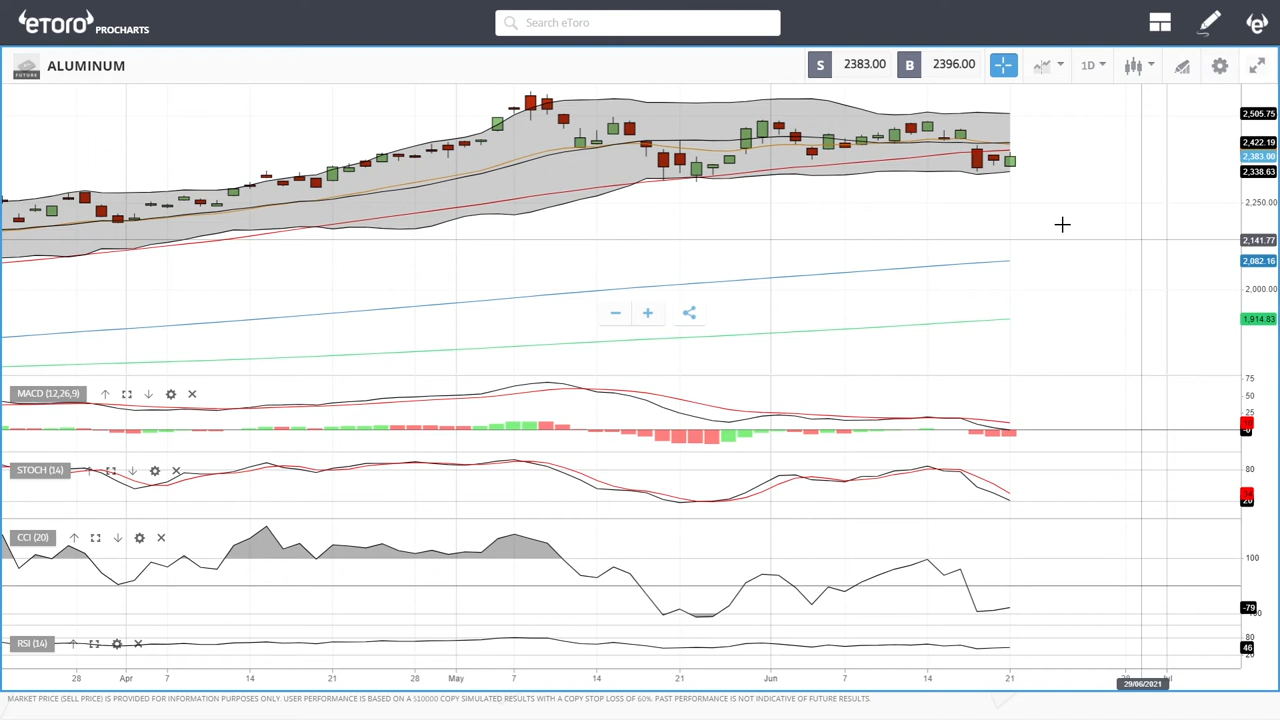 eToro PROCHARTS
Search eToro
FUTURE
ALUMINUM
S 2383.00 B 2396.00
1D
2,505.75
2,422.19
2,383.00
2,338.63
2,250.00
2,141.77
2,082.16
2,000.00
1,914.83
MACD (12,26,9)
75
50
25
STOCH (14)
80
20
CCI (20)
100
-79
RSI (14)
80
46
28 Apr 7 14 21 28 May 7 14 21 Jun 7 14 21
29/06/2021
MARKET PRICE (SELL PRICE) IS PROVIDED FOR INFORMATION PURPOSES ONLY. USER PERFORMANCE IS BASED ON A $10000 COPY SIMULATED RESULTS WITH A COPY STOP LOSS OF 60%. PAST PERFORMANCE IS NOT INDICATIVE OF FUTURE RESULTS.